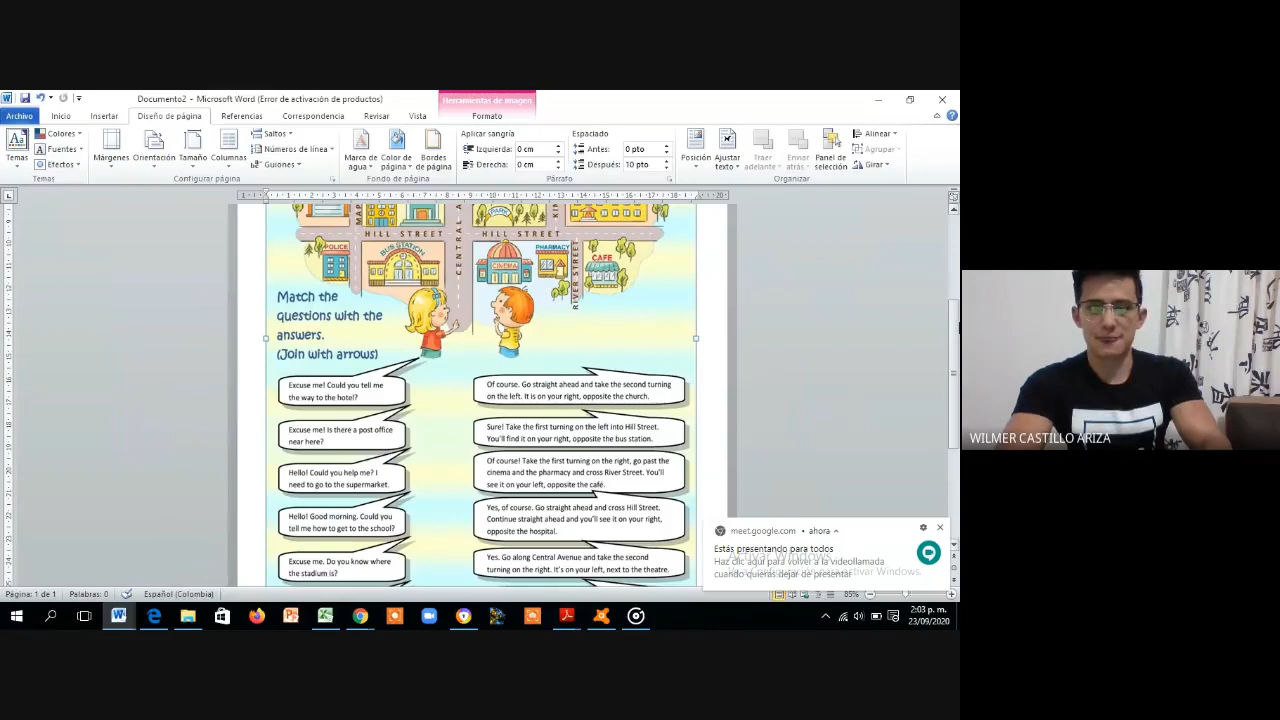 Documento2 - Microsoft Word (Error de activación de productos)
Herramientas de imagen
Archivo Inicio Insertar Diseño de página Referencias Correspondencia Revisar Vista Formato
Temas
Colores
Fuentes
Efectos
Temas
Márgenes
Orientación
Tamaño
Columnas
Saltos
Números de línea
Guiones
Configurar página
Marca de agua
Color de página
Bordes de página
Fondo de página
Aplicar sangría
Izquierda: 0 cm
Derecha: 0 cm
Espaciado
Antes: 0 pto
Después: 10 pto
Párrafo
Posición
Ajustar texto
Traer adelante
Enviar atrás
Panel de selección
Alinear
Agrupar
Girar
Organizar
PARK
HILL STREET
HILL STREET
CENTRAL A
POLICE
BUS STATION
CINEMA
PHARMACY
RIVER STREET
CAFE
Match the
questions with the
answers.
(Join with arrows)
Excuse me! Could you tell me
the way to the hotel?
Excuse me! Is there a post office
near here?
Hello! Could you help me? I
need to go to the supermarket.
Hello! Good morning. Could you
tell me how to get to the school?
Excuse me. Do you know where
the stadium is?
Of course. Go straight ahead and take the second turning
on the left. It is on your right, opposite the church.
Sure! Take the first turning on the left into Hill Street.
You'll find it on your right, opposite the bus station.
Of course! Take the first turning on the right, go past the
cinema and the pharmacy and cross River Street. You'll
see it on your left, opposite the café.
Yes, of course. Go straight ahead and cross Hill Street.
Continue straight ahead and you'll see it on your right,
opposite the hospital.
Yes. Go along Central Avenue and take the second
turning on the right. It's on your left, next to the theatre.
meet.google.com • ahora
Estás presentando para todos
Haz clic aquí para volver a la videollamada
cuando quieras dejar de presentar
Activar Windows
Activar Windows.
Página: 1 de 1 Palabras: 0 Español (Colombia) 85%
2:03 p. m.
23/09/2020
WILMER CASTILLO ARIZA